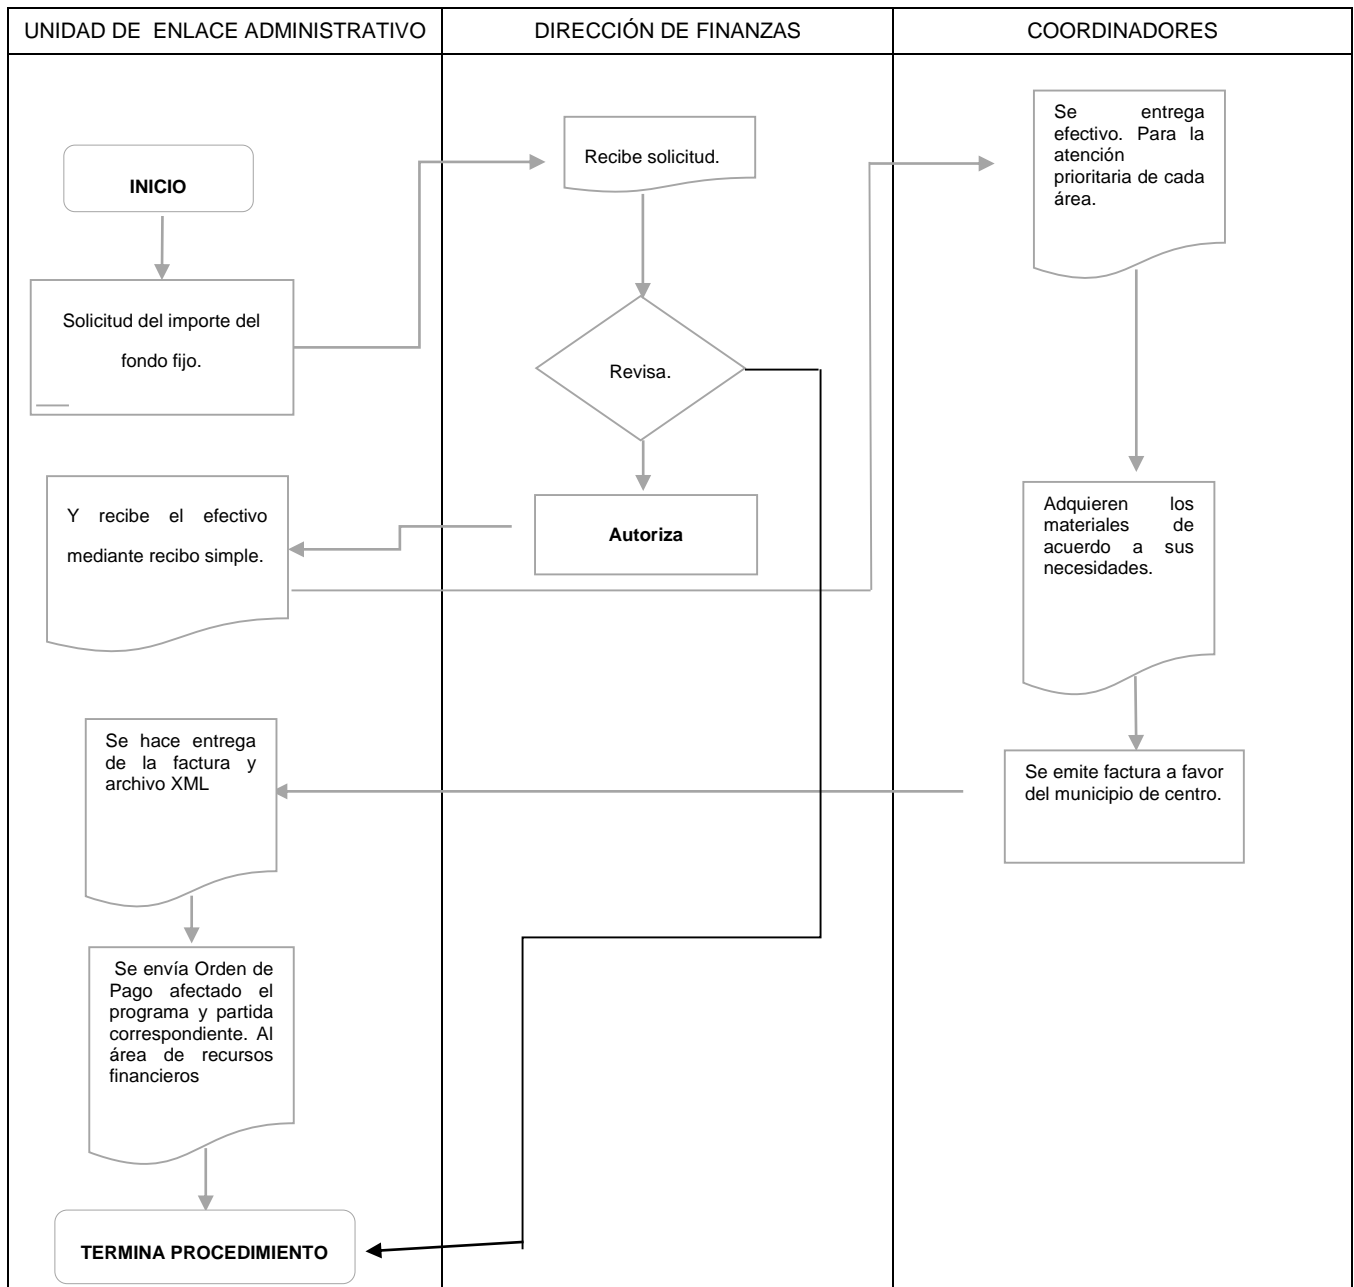 UNIDAD DE ENLACE ADMINISTRATIVO
DIRECCIÓN DE FINANZAS
COORDINADORES
INICIO
Solicitud del importe del
fondo fijo.
Recibe solicitud.
Revisa.
Autoriza
Y recibe el efectivo
mediante recibo simple.
Se entrega
efectivo. Para la
atención
prioritaria de cada
área.
Adquieren los
materiales de
acuerdo a sus
necesidades.
Se emite factura a favor
del municipio de centro.
Se hace entrega
de la factura y
archivo XML
Se envía Orden de
Pago afectado el
programa y partida
correspondiente. Al
área de recursos
financieros
TERMINA PROCEDIMIENTO